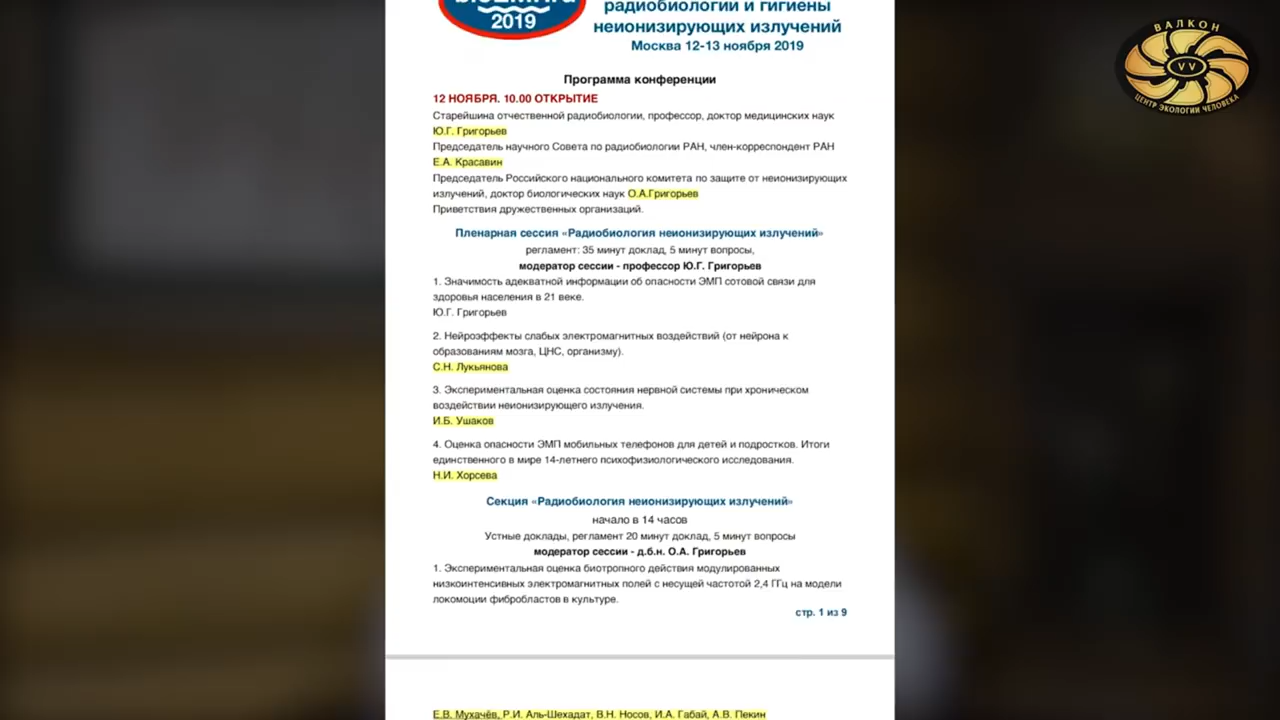 2019
радиобиологии и гигиены
неионизирующих излучений
Москва 12-13 ноября 2019
ВАЛКОН
VV
ЦЕНТР ЭКОЛОГИИ ЧЕЛОВЕКА
Программа конференции
12 НОЯБРЯ. 10.00 ОТКРЫТИЕ
Старейшина отчественной радиобиологии, профессор, доктор медицинских наук
Ю.Г. Григорьев
Председатель научного Совета по радиобиологии РАН, член-корреспондент РАН
Е.А. Красавин
Председатель Российского национального комитета по защите от неионизирующих
излучений, доктор биологических наук О.А.Григорьев
Приветствия дружественных организаций.
Пленарная сессия «Радиобиология неионизирующих излучений»
регламент: 35 минут доклад, 5 минут вопросы,
модератор сессии - профессор Ю.Г. Григорьев
1. Значимость адекватной информации об опасности ЭМП сотовой связи для
здоровья населения в 21 веке.
Ю.Г. Григорьев
2. Нейроэффекты слабых электромагнитных воздействий (от нейрона к
образованиям мозга, ЦНС, организму).
С.Н. Лукьянова
3. Экспериментальная оценка состояния нервной системы при хроническом
воздействии неионизирующего излучения.
И.Б. Ушаков
4. Оценка опасности ЭМП мобильных телефонов для детей и подростков. Итоги
единственного в мире 14-летнего психофизиологического исследования.
Н.И. Хорсева
Секция «Радиобиология неионизирующих излучений»
начало в 14 часов
Устные доклады, регламент 20 минут доклад, 5 минут вопросы
модератор сессии - д.б.н. О.А. Григорьев
1. Экспериментальная оценка биотропного действия модулированных
низкоинтенсивных электромагнитных полей с несущей частотой 2,4 ГГц на модели
локомоции фибробластов в культуре.
стр. 1 из 9
Е.В. Мухачёв, Р.И. Аль-Шехадат, В.Н. Носов, И.А. Габай, А.В. Пекин